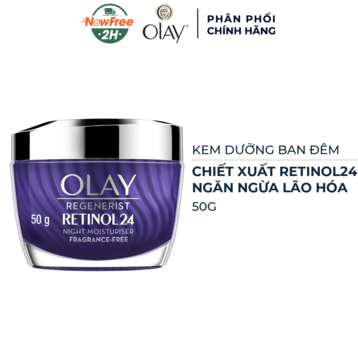 NowFree
2H
OLAY
PHÂN PHỐI
CHÍNH HÃNG
OLAY
REGENERIST
50 g RETINOL24
NIGHT MOISTURISER
FRAGRANCE-FREE
KEM DƯỠNG BAN ĐÊM
CHIẾT XUẤT RETINOL24
NGĂN NGỪA LÃO HÓA
50G